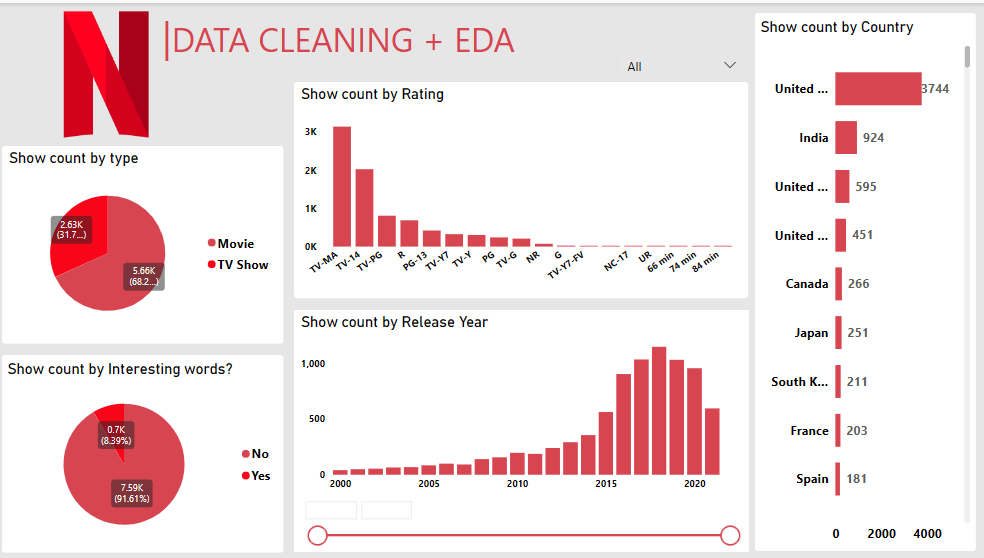 N
DATA CLEANING + EDA
All
Show count by type
2.63K
(31.7...)
5.66K
(68.2...)
Movie
TV Show
Show count by Interesting words?
0.7K
(8.39%)
7.59K
(91.61%)
No
Yes
Show count by Rating
3K
2K
1K
0K
TV-MA
TV-14
TV-PG
R
PG-13
TV-Y7
TV-Y
PG
TV-G
NR
G
TV-Y7-FV
NC-17
UR
66 min
74 min
84 min
Show count by Release Year
1,000
500
0
2000 2005 2010 2015 2020
Show count by Country
United ... 3744
India 924
United ... 595
United ... 451
Canada 266
Japan 251
South K... 211
France 203
Spain 181
0 2000 4000